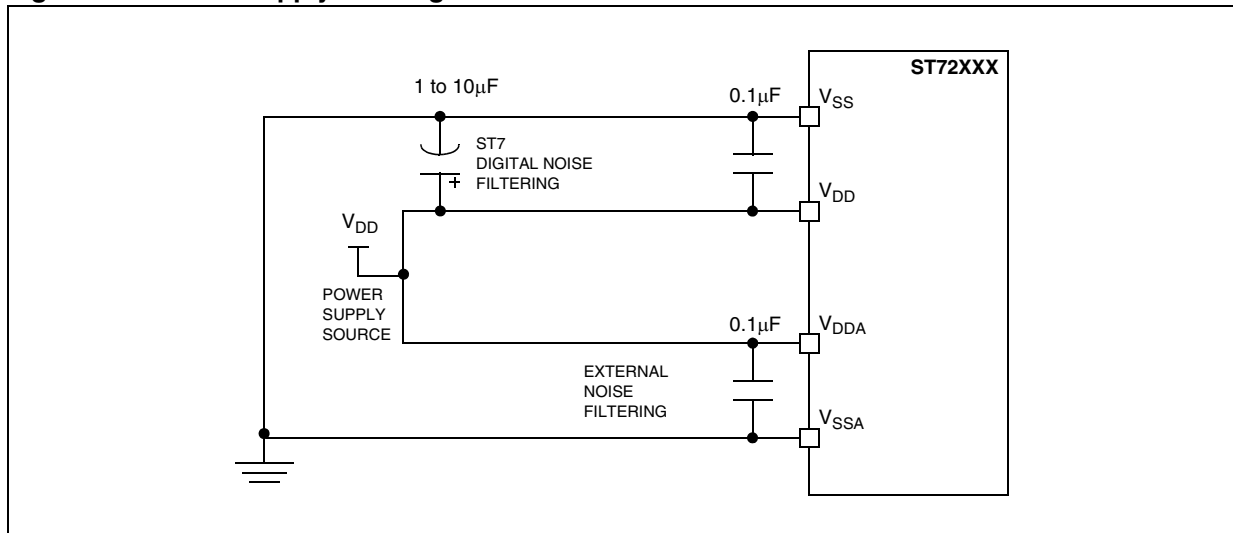 ST72XXX
1 to 10μF
0.1μF
VSS
ST7
DIGITAL NOISE
FILTERING
+
VDD
VDD
POWER
SUPPLY
SOURCE
0.1μF
VDDA
EXTERNAL
NOISE
FILTERING
VSSA